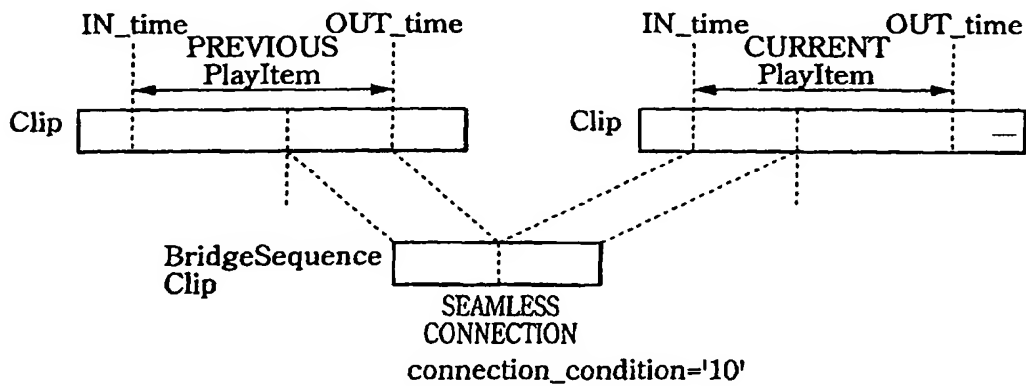 IN_time
OUT_time
PREVIOUS
PlayItem
Clip
IN_time
OUT_time
CURRENT
PlayItem
Clip
BridgeSequence
Clip
SEAMLESS
CONNECTION
connection_condition='10'